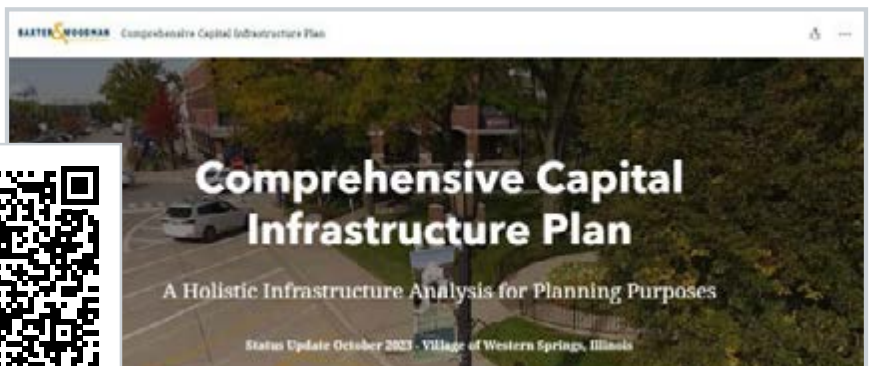 BAXTER & WOODMAN Comprehensive Capital Infrastructure Plan
Comprehensive Capital
Infrastructure Plan
A Holistic Infrastructure Analysis for Planning Purposes
Status Update October 2023 - Village of Western Springs, Illinois